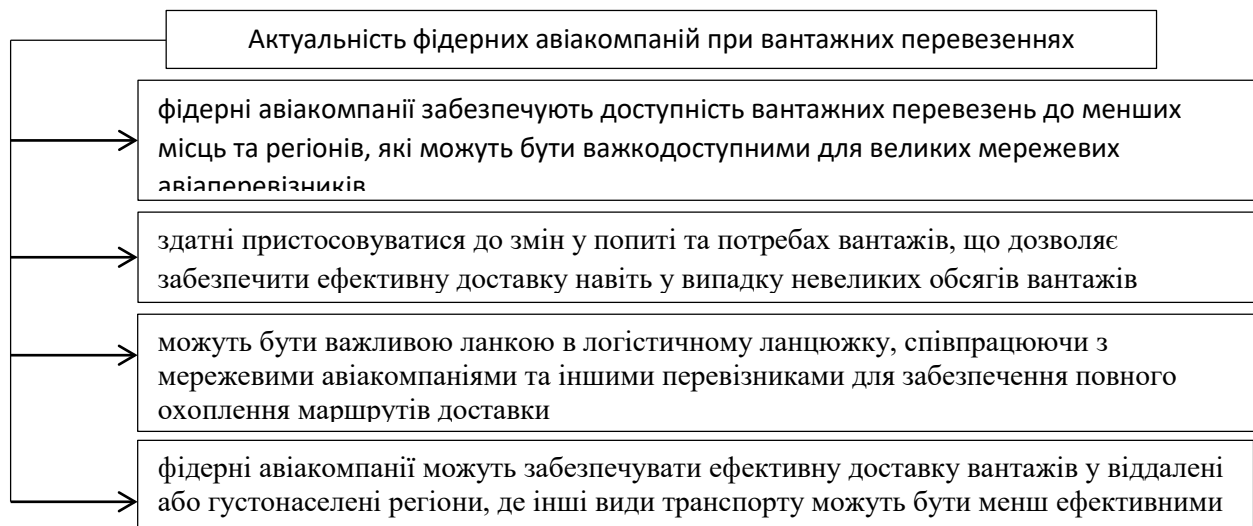 Актуальність фідерних авіакомпаній при вантажних перевезеннях
фідерні авіакомпанії забезпечують доступність вантажних перевезень до менших
місць та регіонів, які можуть бути важкодоступними для великих мережевих
авіаперевізників
здатні пристосовуватися до змін у попиті та потребах вантажів, що дозволяє
забезпечити ефективну доставку навіть у випадку невеликих обсягів вантажів
можуть бути важливою ланкою в логістичному ланцюжку, співпрацюючи з
мережевими авіакомпаніями та іншими перевізниками для забезпечення повного
охоплення маршрутів доставки
фідерні авіакомпанії можуть забезпечувати ефективну доставку вантажів у віддалені
або густонаселені регіони, де інші види транспорту можуть бути менш ефективними